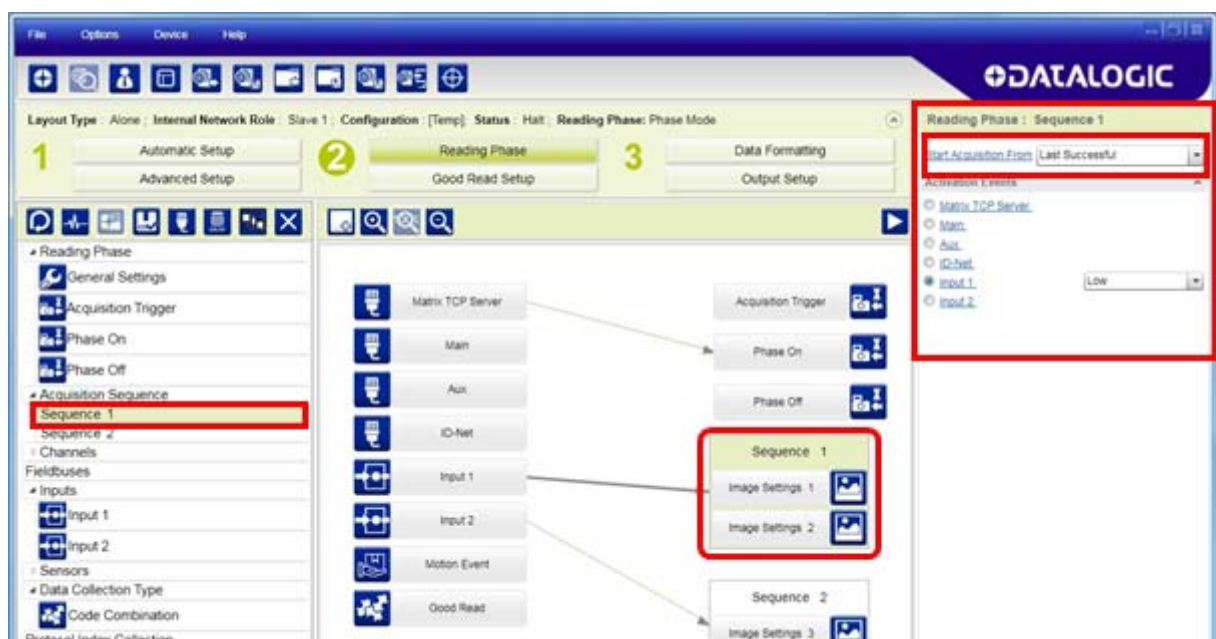 File Options Device Help
DATALOGIC
Layout Type : Alone ; Internal Network Role : Slave 1 ; Configuration : [Temp]; Status : Halt ; Reading Phase: Phase Mode
1 Automatic Setup
Advanced Setup
2 Reading Phase
Good Read Setup
3 Data Formatting
Output Setup
Reading Phase
General Settings
Acquisition Trigger
Phase On
Phase Off
Acquisition Sequence
Sequence 1
Sequence 2
Channels
Fieldbuses
Inputs
Input 1
Input 2
Sensors
Data Collection Type
Code Combination
Protocol Index Collection
Matrix TCP Server
Main
Aux
ID-Net
Input 1
Input 2
Motion Event
Good Read
Acquisition Trigger
Phase On
Phase Off
Sequence 1
Image Settings 1
Image Settings 2
Sequence 2
Image Settings 3
Reading Phase : Sequence 1
Start Acquisition From Last Successful
Activation Events
Matrix TCP Server
Main
Aux
ID-Net
Input 1 Low
Input 2